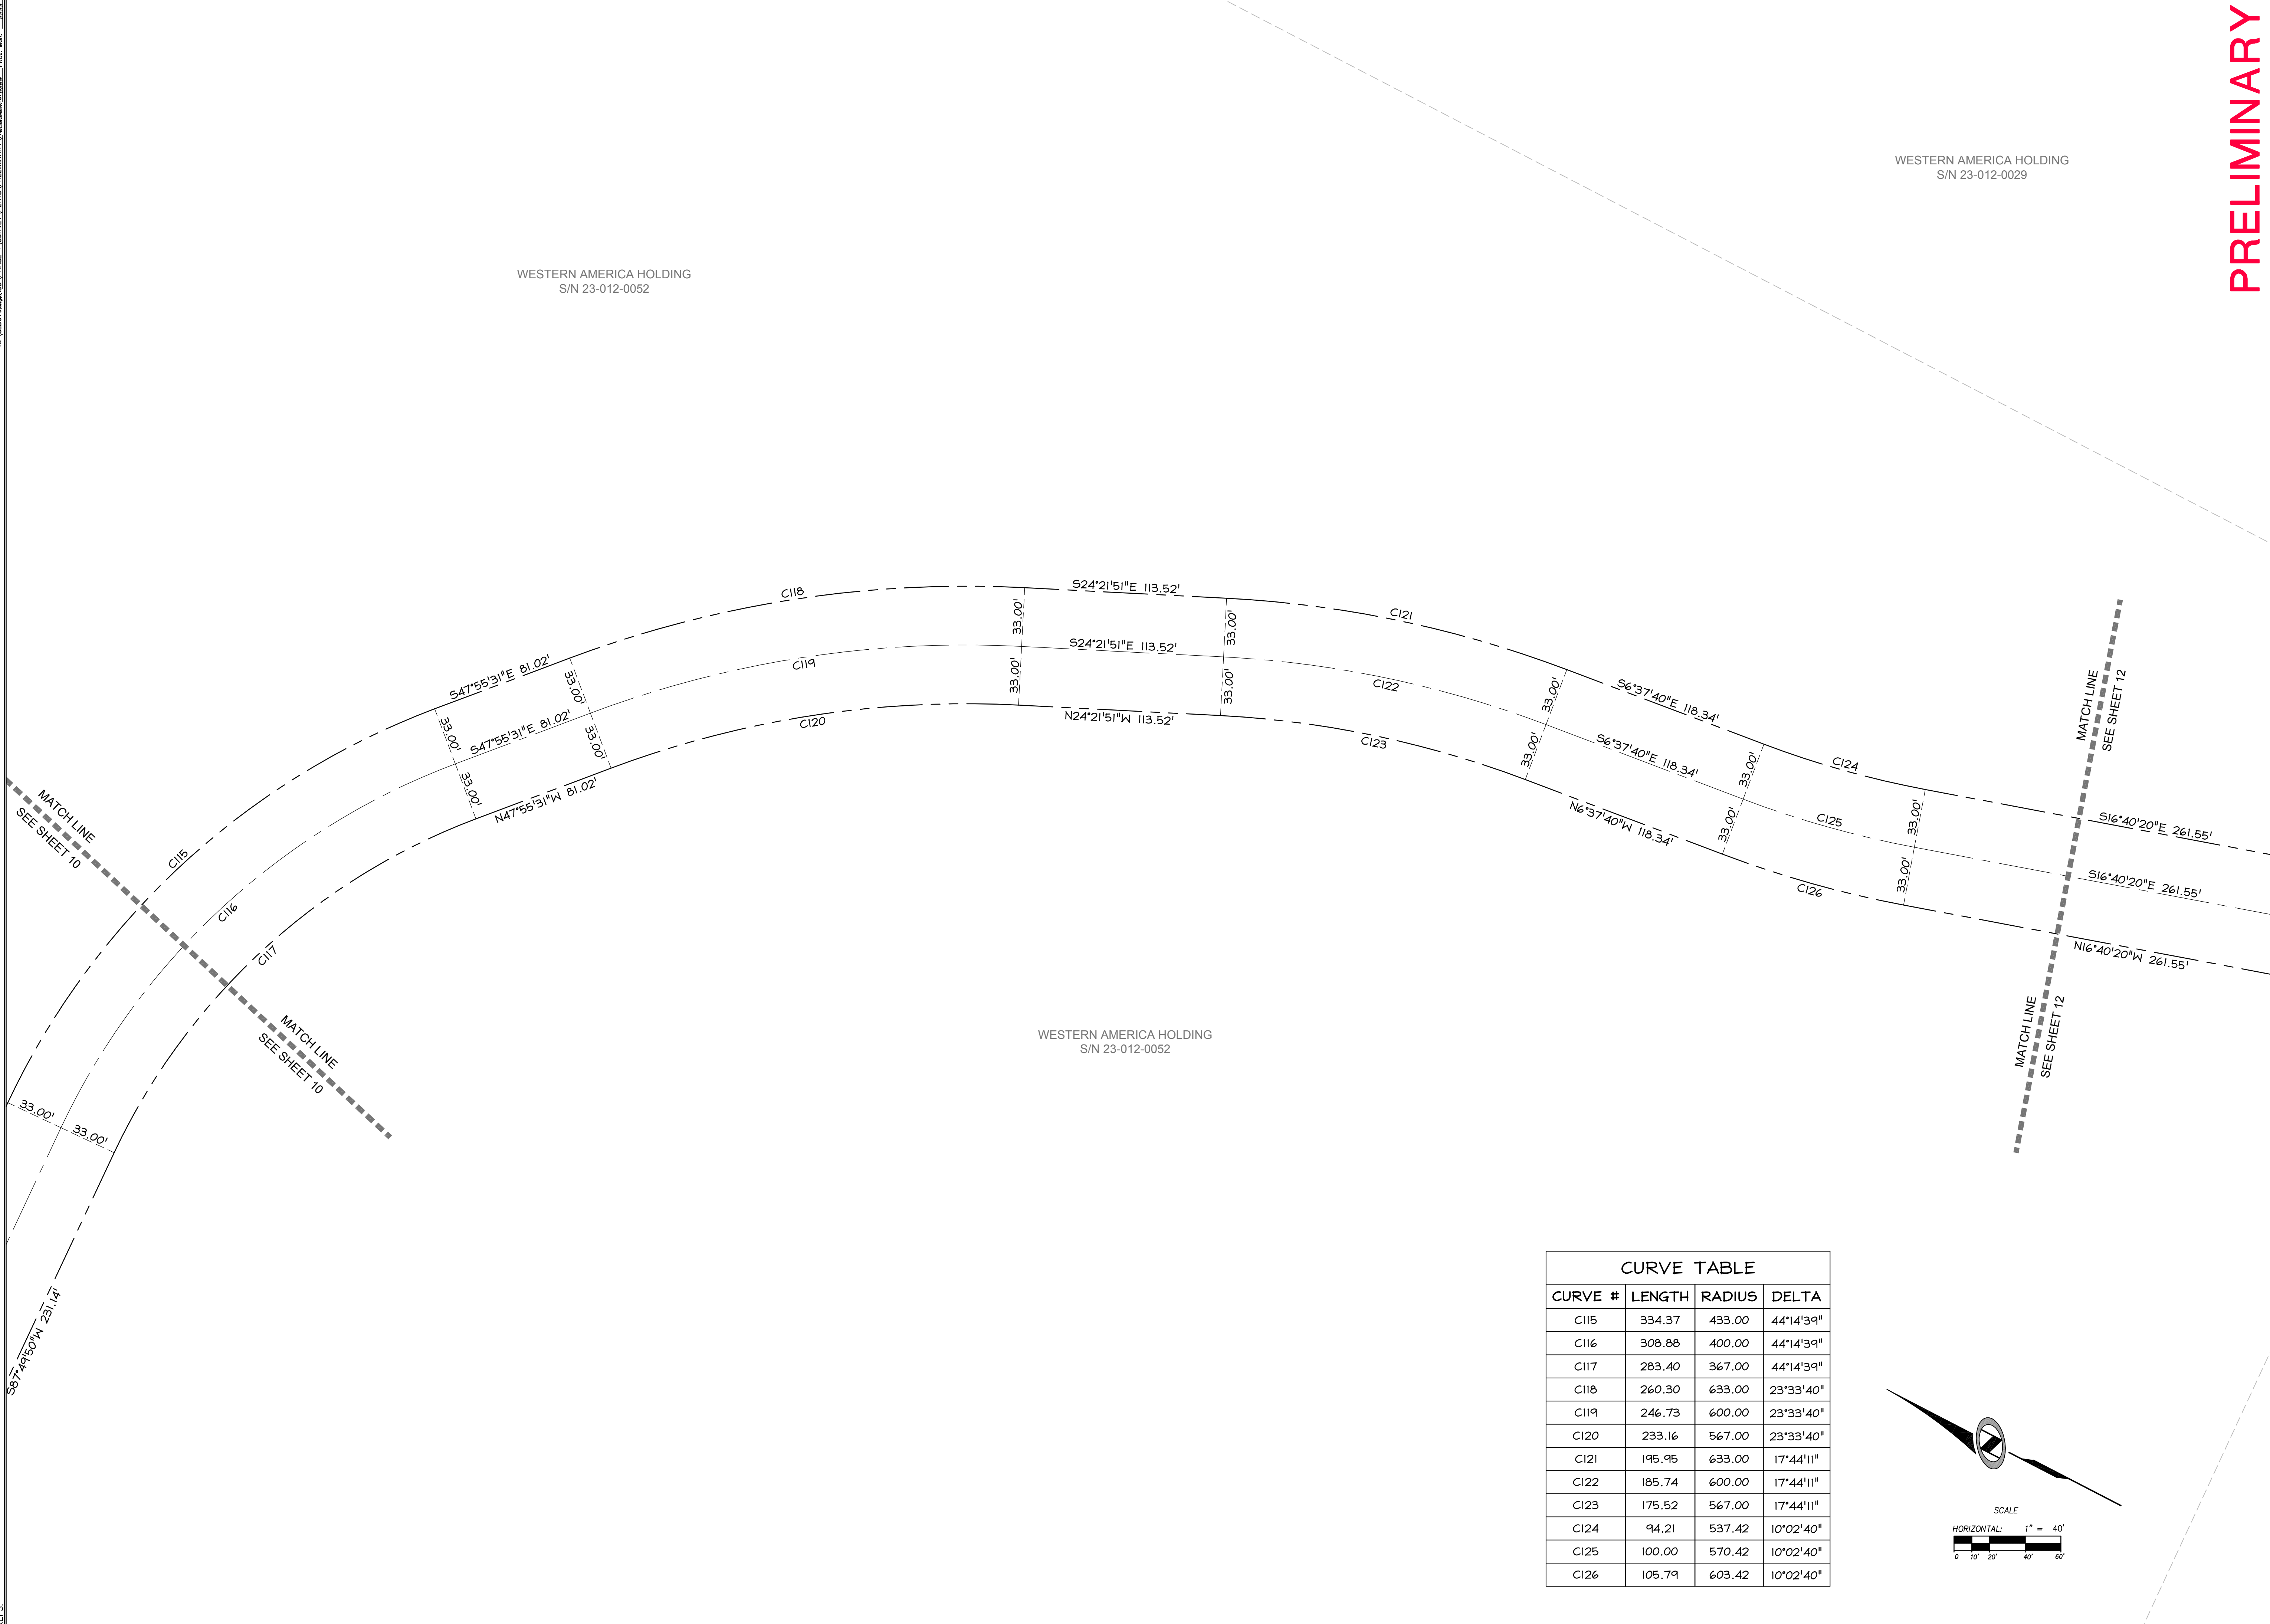 PRELIMINARY
WESTERN AMERICA HOLDING
S/N 23-012-0029
WESTERN AMERICA HOLDING
S/N 23-012-0052
C118
S24°21'51"E 113.52'
C121
33.00'
33.00'
S47°55'31"E 81.02'
C119
S24°21'51"E 113.52'
33.00'
33.00'
C122
33.00'
S6°37'40"E 118.34'
33.00'
S47°55'31"E 81.02'
33.00'
33.00'
C120
N24°21'51"W 113.52'
C123
33.00'
S6°37'40"E 118.34'
33.00'
C124
33.00'
N47°55'31"W 81.02'
N6°37'40"W 118.34'
33.00'
C125
33.00'
S16°40'20"E 261.55'
MATCH LINE
SEE SHEET 12
MATCH LINE
SEE SHEET 10
C115
C116
C117
33.00'
C126
S16°40'20"E 261.55'
N16°40'20"W 261.55'
MATCH LINE
SEE SHEET 10
MATCH LINE
SEE SHEET 12
WESTERN AMERICA HOLDING
S/N 23-012-0052
33.00'
33.00'
S87°49'50"W 231.14'
CURVE TABLE
CURVE # LENGTH RADIUS DELTA
C115 334.37 433.00 44°14'39"
C116 308.88 400.00 44°14'39"
C117 283.40 367.00 44°14'39"
C118 260.30 633.00 23°33'40"
C119 246.73 600.00 23°33'40"
C120 233.16 567.00 23°33'40"
C121 195.95 633.00 17°44'11"
C122 185.74 600.00 17°44'11"
C123 175.52 567.00 17°44'11"
C124 94.21 537.42 10°02'40"
C125 100.00 570.42 10°02'40"
C126 105.79 603.42 10°02'40"
SCALE
HORIZONTAL: 1" = 40'
0 10' 20' 40' 60'